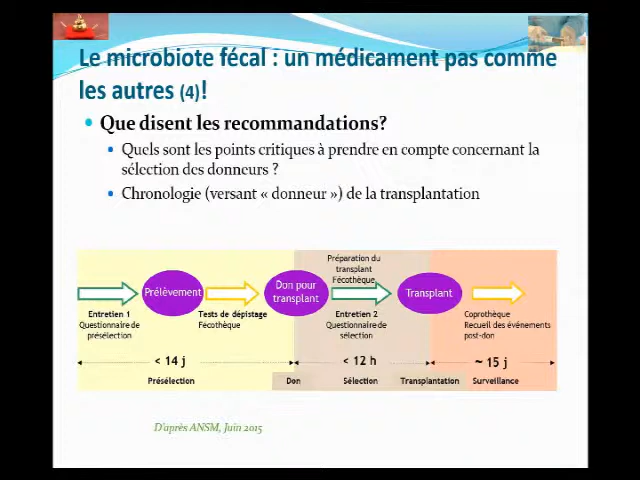 Le microbiote fécal : un médicament pas comme
les autres (4)!
Que disent les recommandations?
Quels sont les points critiques à prendre en compte concernant la
sélection des donneurs ?
Chronologie (versant « donneur ») de la transplantation
Préparation du
transplant
Fécothèque
Prélèvement
Don pour
transplant
Transplant
Entretien 1
Questionnaire de
présélection
Tests de dépistage
Fécothèque
Entretien 2
Questionnaire de
sélection
Coprothèque
Recueil des événements
post-don
< 14 j
< 12 h
~ 15 j
Présélection
Don
Sélection
Transplantation
Surveillance
D'après ANSM, Juin 2015